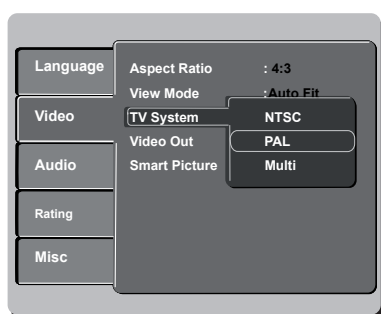 Language
Video
Audio
Rating
Misc
Aspect Ratio : 4:3
View Mode :Auto Fit
TV System
Video Out
Smart Picture
NTSC
PAL
Multi